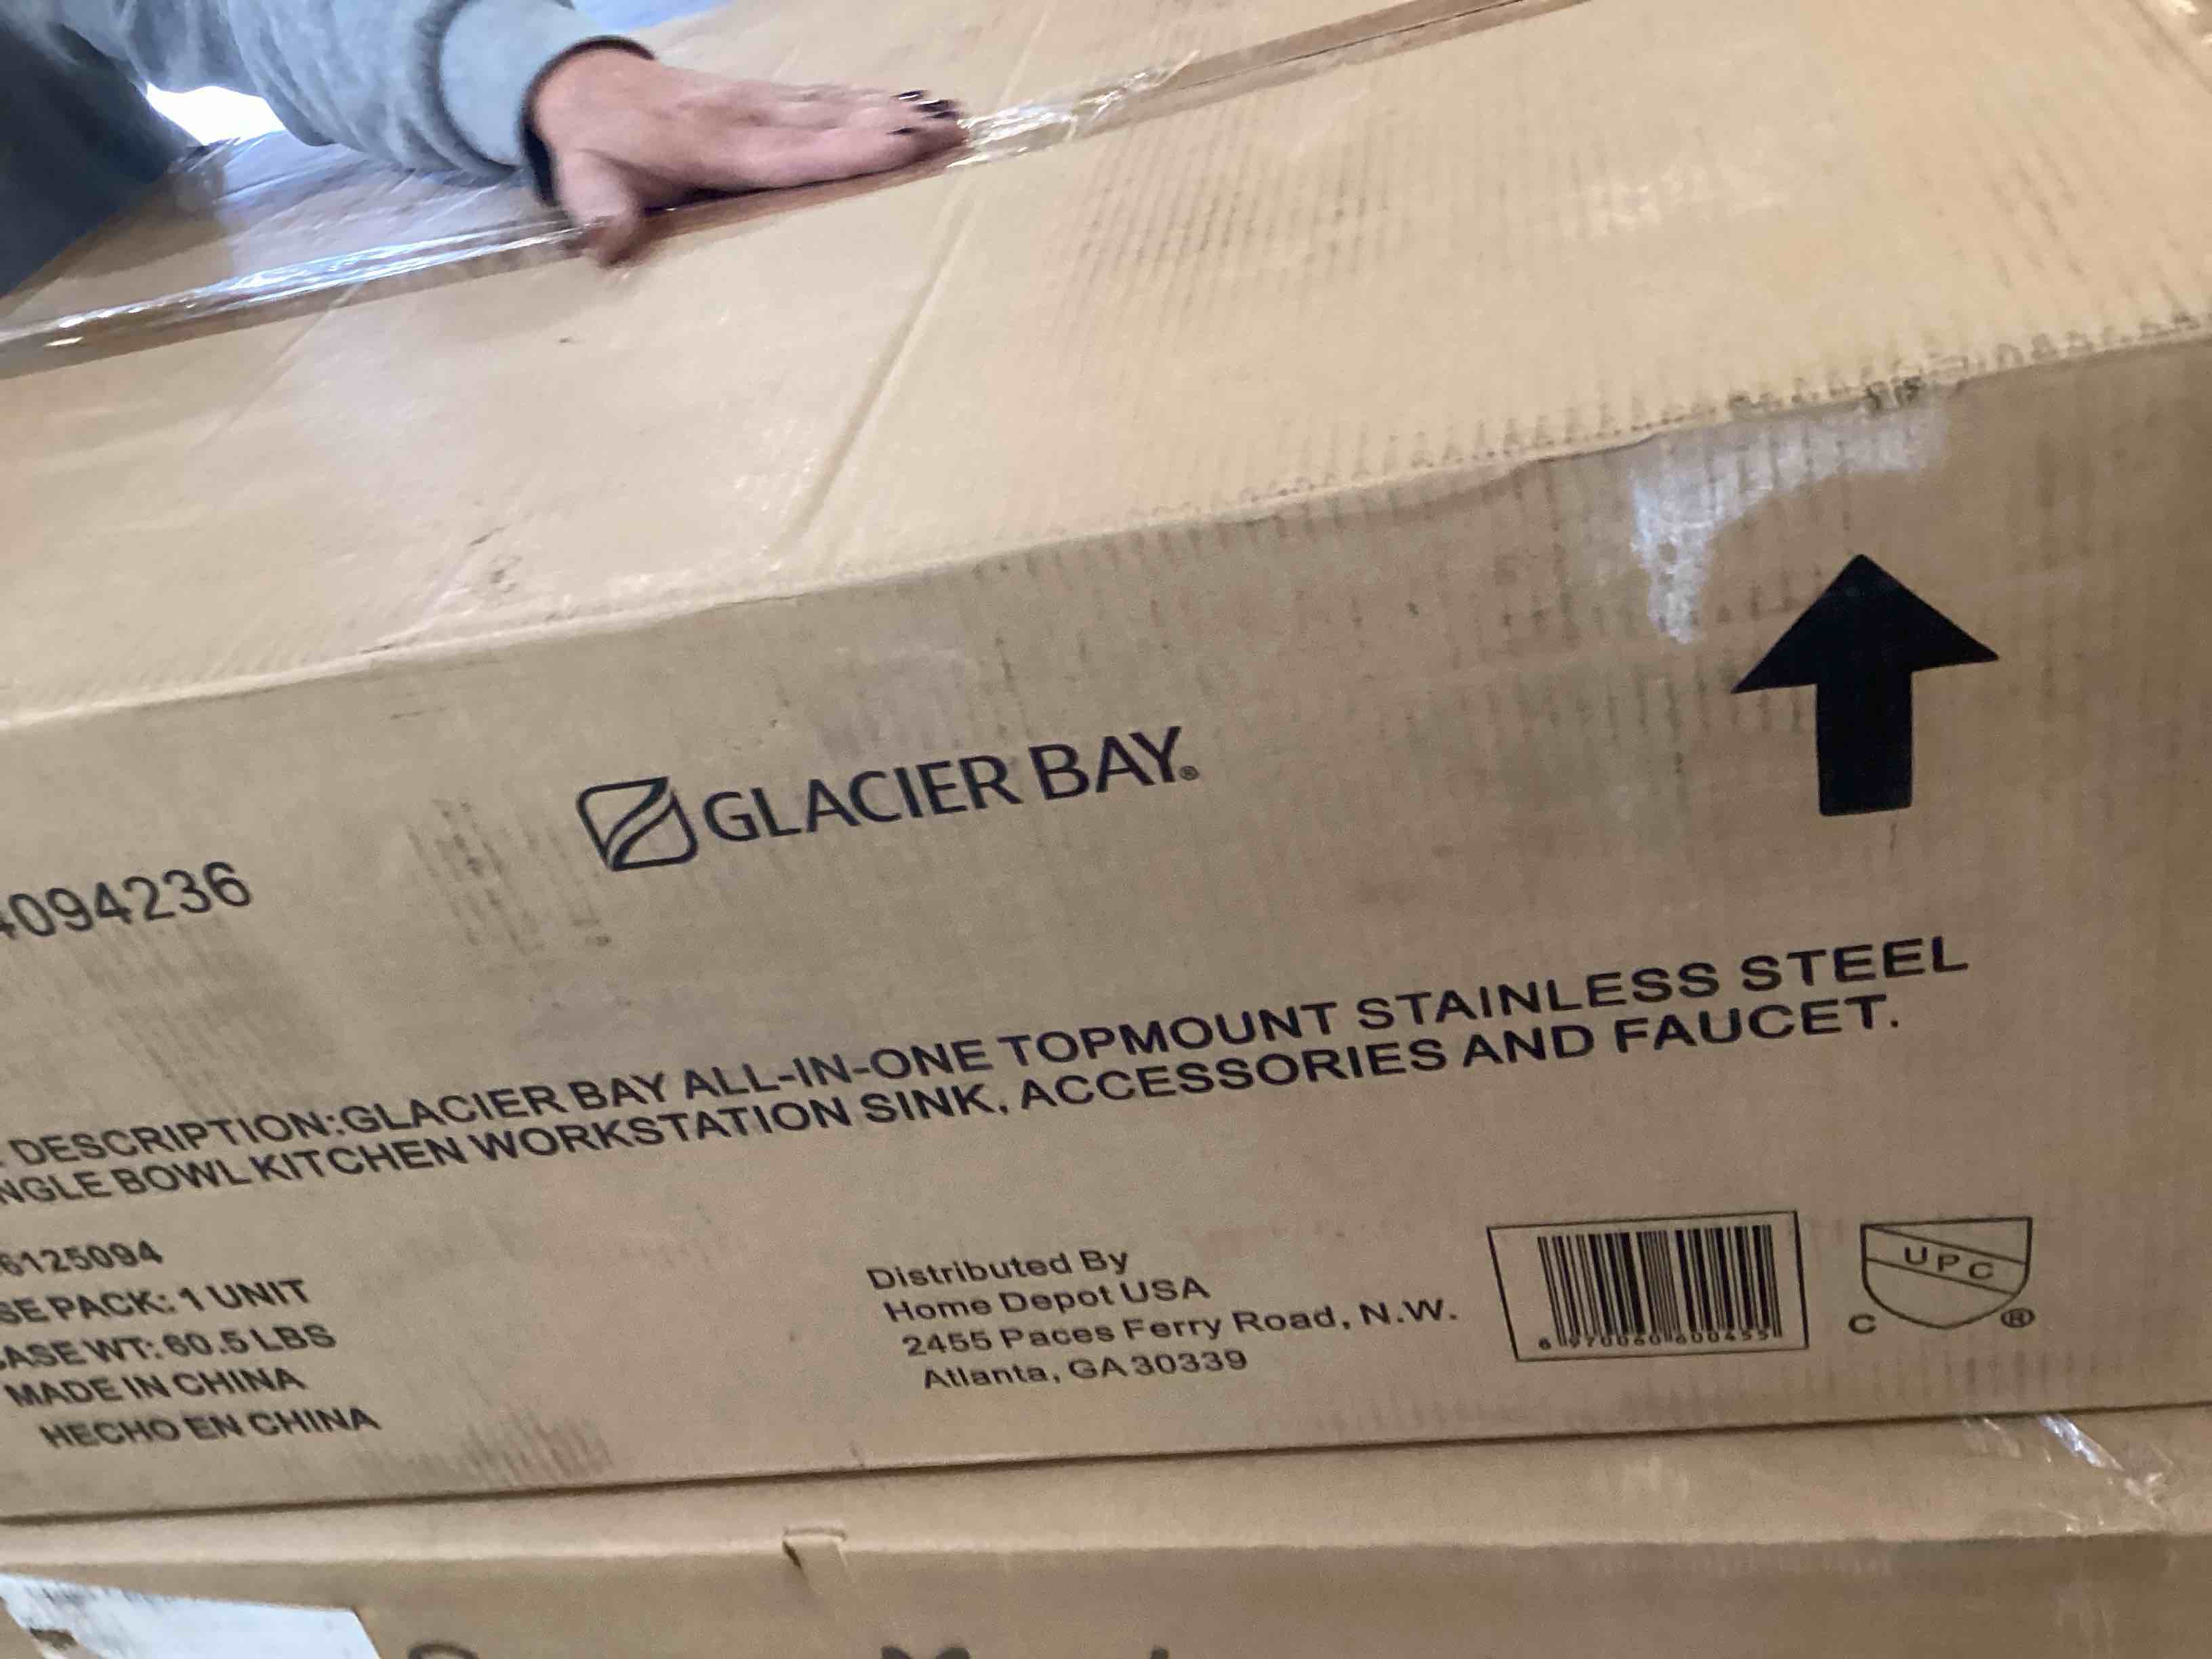 GLACIER BAY®
4094236
DESCRIPTION:GLACIER BAY ALL-IN-ONE TOPMOUNT STAINLESS STEEL
NGLE BOWL KITCHEN WORKSTATION SINK, ACCESSORIES AND FAUCET.
6125094
SE PACK: 1 UNIT
ASE WT: 60.5 LBS
MADE IN CHINA
HECHO EN CHINA
Distributed By
Home Depot USA
2455 Paces Ferry Road, N.W.
Atlanta, GA 30339
UPC
C ®